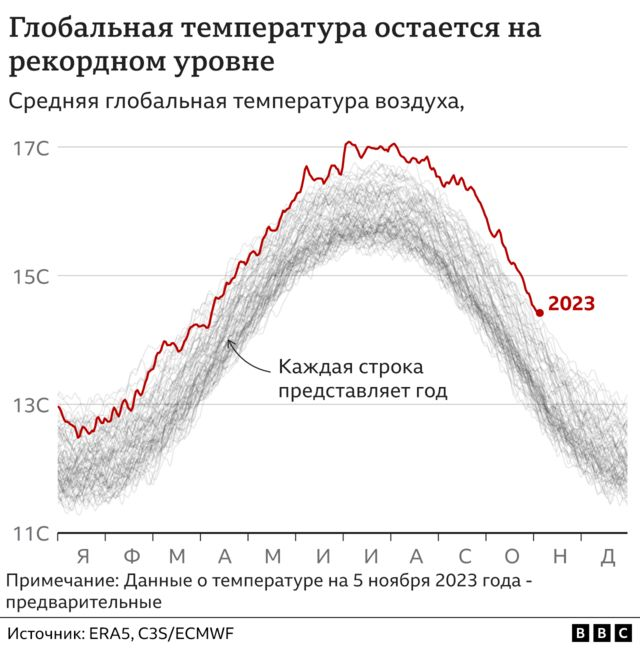 Глобальная температура остается на
рекордном уровне
Средняя глобальная температура воздуха,
17C
15C
2023
Каждая строка
представляет год
13C
11C
Я Ф М А М И И А С О Н Д
Примечание: Данные о температуре на 5 ноября 2023 года -
предварительные
Источник: ERA5, C3S/ECMWF
BBC